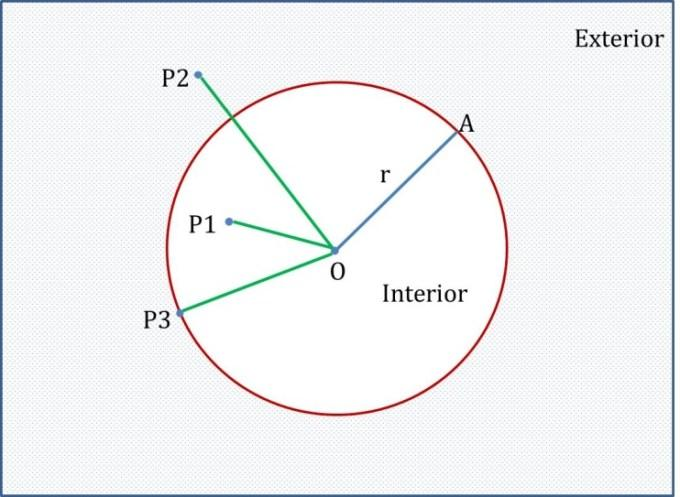 Exterior
P2
A
r
P1
O
Interior
P3